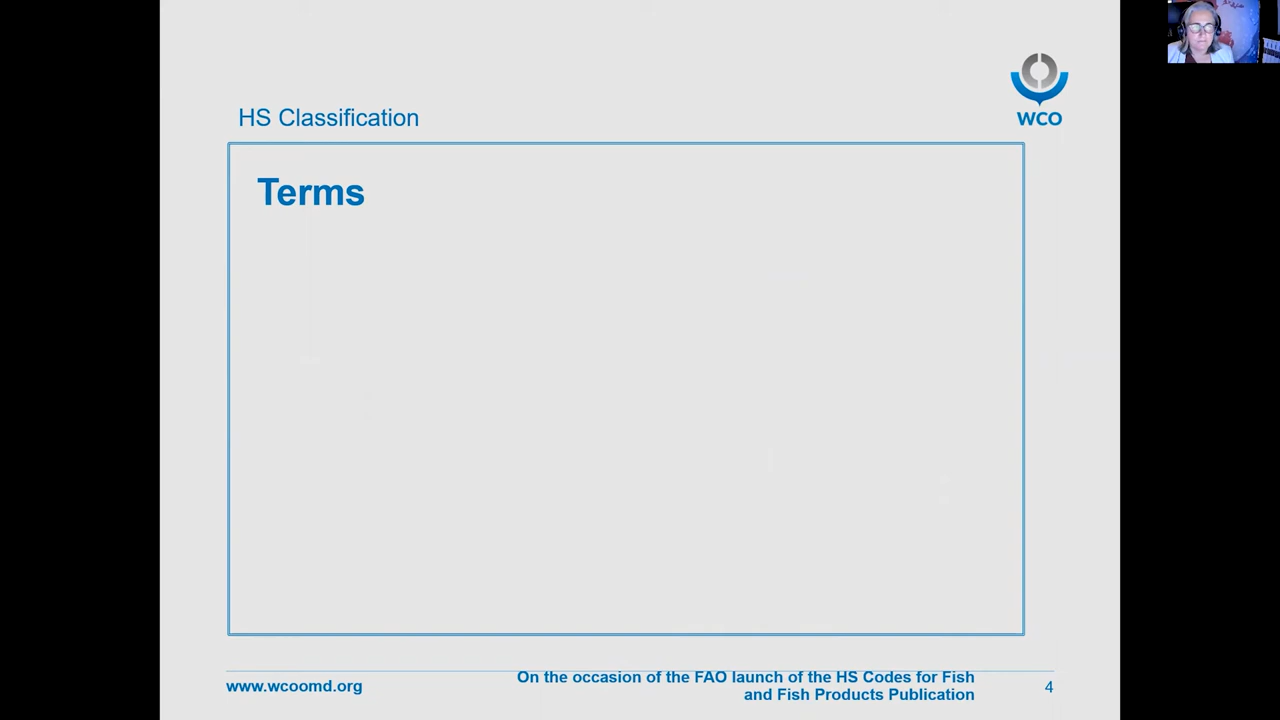 WCO
HS Classification
Terms
www.wcoomd.org
On the occasion of the FAO launch of the HS Codes for Fish
and Fish Products Publication
4